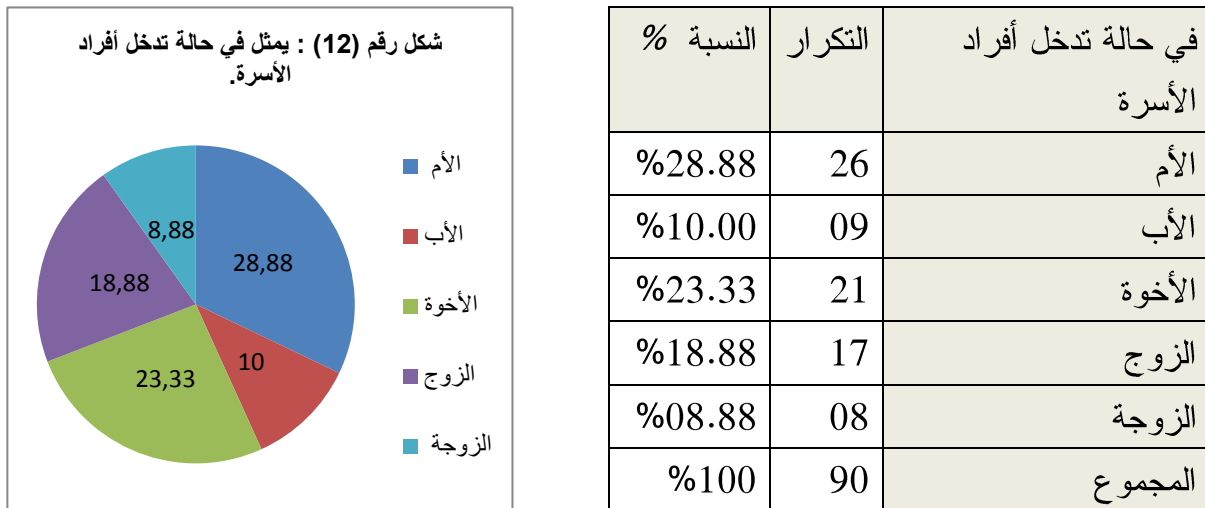 شكل رقم (12) : يمثل في حالة تدخل أفراد
الأسرة.
28,88
10
23,33
18,88
8,88
الأم
الأب
الأخوة
الزوج
الزوجة
في حالة تدخل أفراد الأسرة | التكرار | النسبة %
الأم | 26 | %28.88
الأب | 09 | %10.00
الأخوة | 21 | %23.33
الزوج | 17 | %18.88
الزوجة | 08 | %08.88
المجموع | 90 | %100